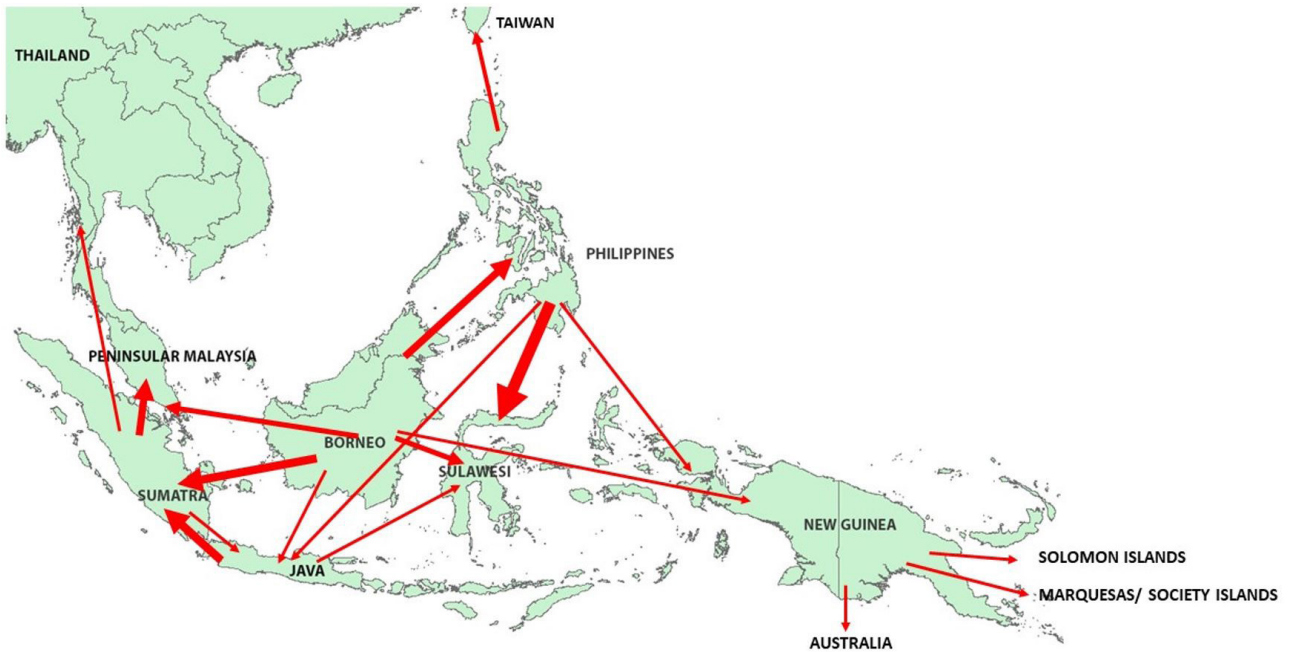 TAIWAN
THAILAND
PHILIPPINES
PENINSULAR MALAYSIA
BORNEO
SULAWESI
SUMATRA
NEW GUINEA
SOLOMON ISLANDS
JAVA
MARQUESAS/ SOCIETY ISLANDS
AUSTRALIA